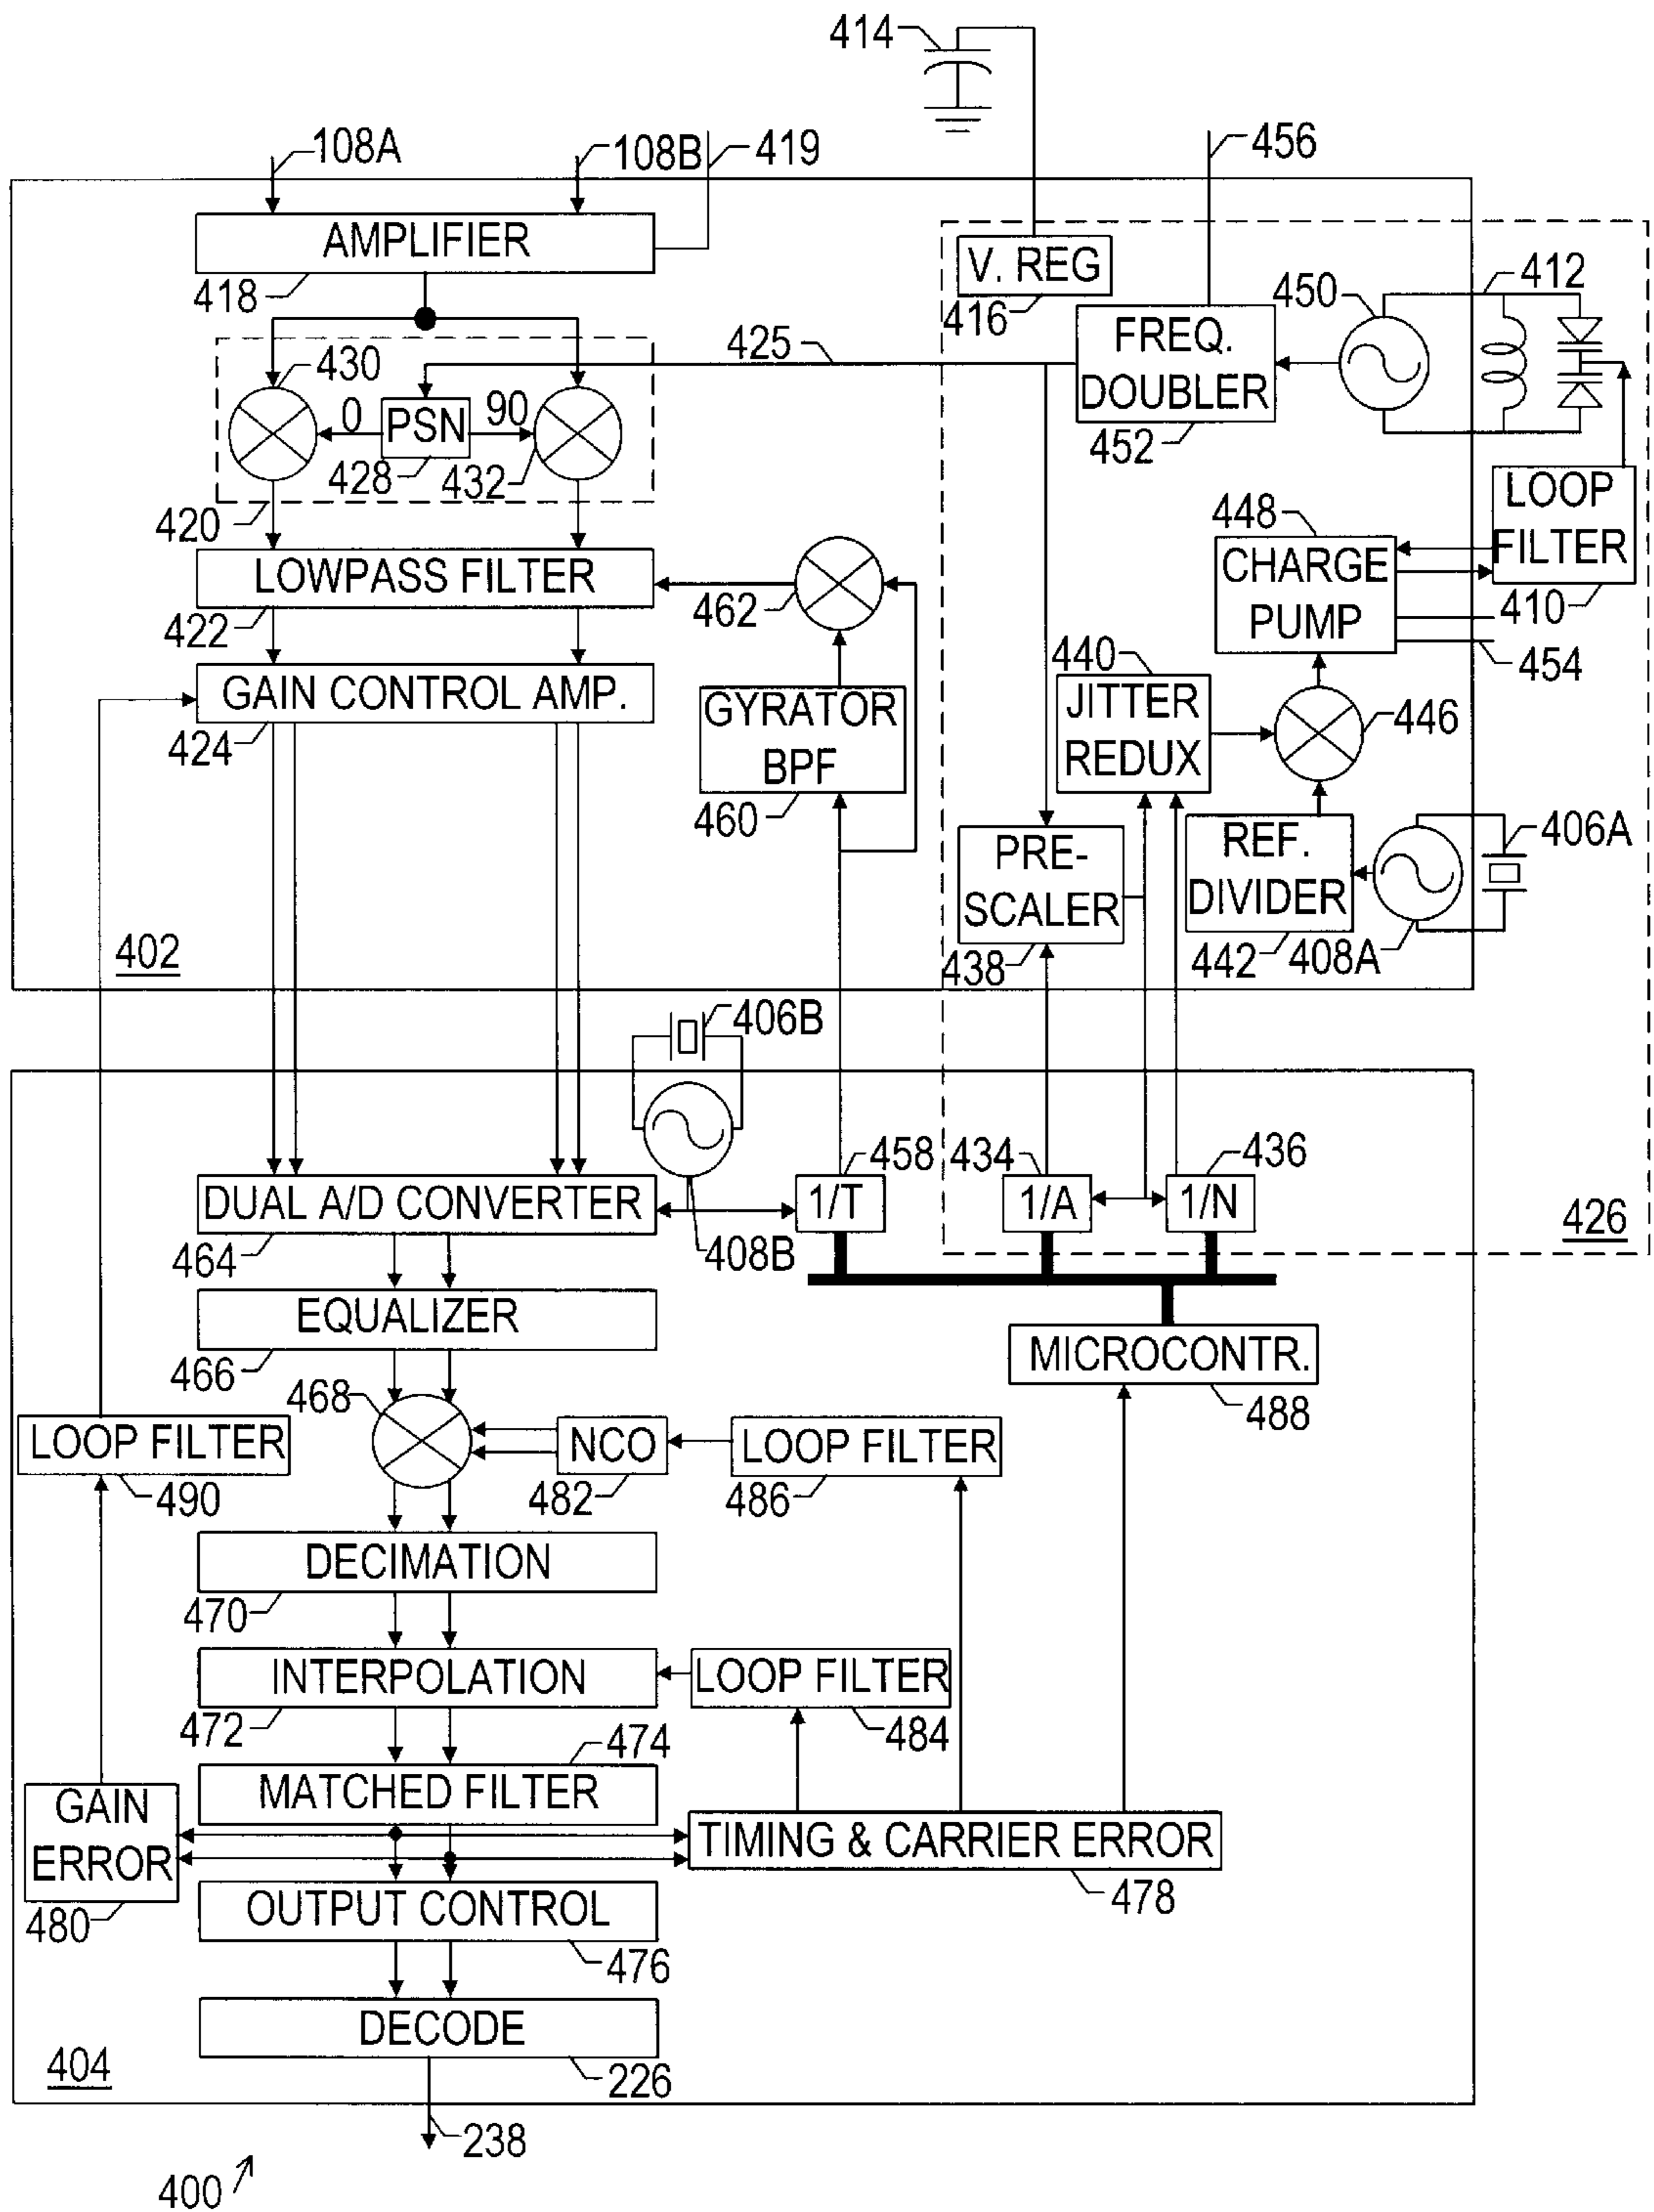 414
108A
108B
419
456
AMPLIFIER
418
V. REG
416
450
412
425
FREQ.
DOUBLER
452
430
0
PSN
90
428
432
420
LOOP
FILTER
410
448
CHARGE
PUMP
454
LOWPASS FILTER
422
462
440
JITTER
REDUX
446
GAIN CONTROL AMP.
424
GYRATOR
BPF
460
PRE-
SCALER
438
REF.
DIVIDER
442
408A
406A
402
406B
408B
458
1/T
434
1/A
436
1/N
426
DUAL A/D CONVERTER
464
EQUALIZER
466
MICROCONTR.
488
468
LOOP FILTER
490
NCO
482
LOOP FILTER
486
DECIMATION
470
INTERPOLATION
472
LOOP FILTER
484
474
MATCHED FILTER
GAIN
ERROR
480
TIMING & CARRIER ERROR
478
OUTPUT CONTROL
476
DECODE
226
404
238
400